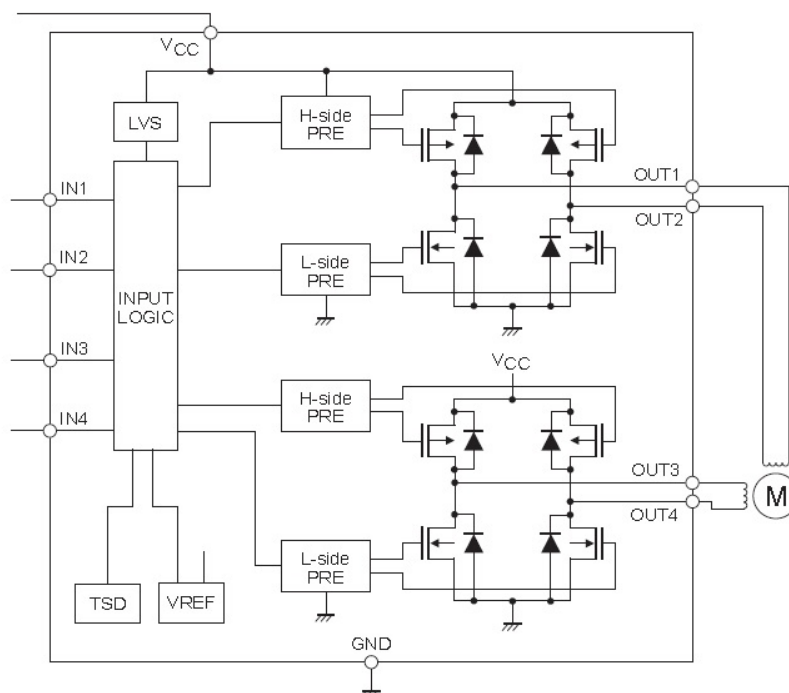 VCC
LVS
H-side
PRE
OUT1
IN1
OUT2
IN2
L-side
PRE
INPUT
LOGIC
IN3
VCC
H-side
PRE
IN4
OUT3
M
OUT4
L-side
PRE
TSD
VREF
GND